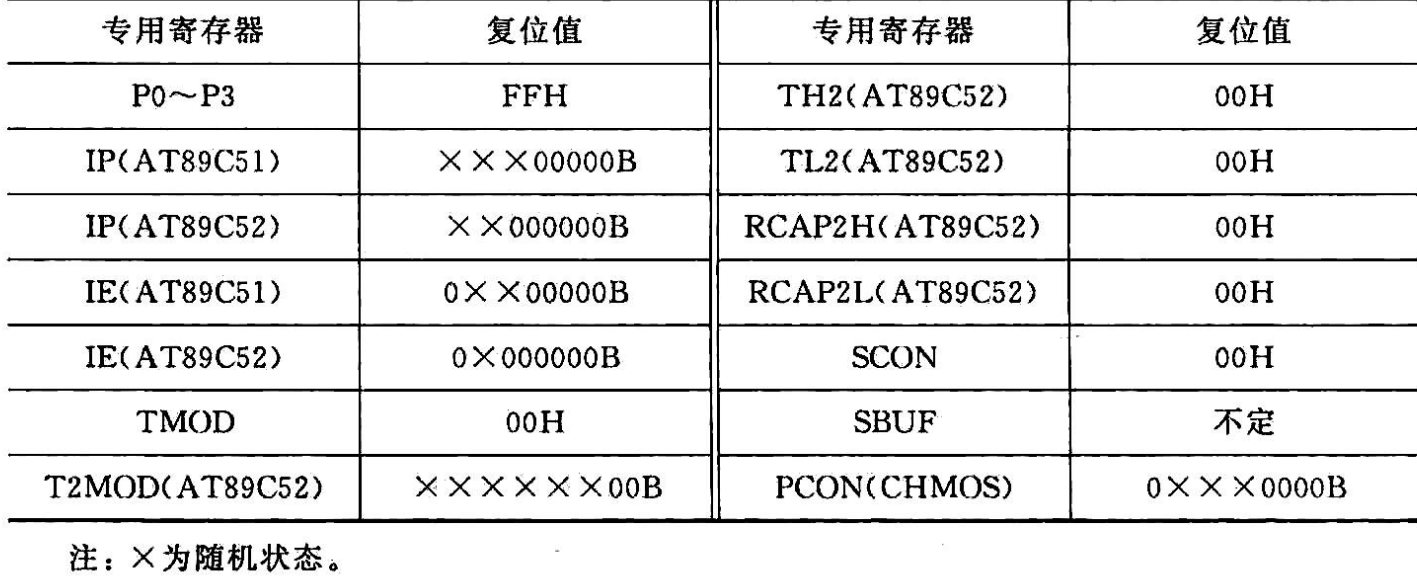 专用寄存器 复位值 专用寄存器 复位值
P0～P3 FFH TH2(AT89C52) 00H
IP(AT89C51) ×××00000B TL2(AT89C52) 00H
IP(AT89C52) ××000000B RCAP2H(AT89C52) 00H
IE(AT89C51) 0××00000B RCAP2L(AT89C52) 00H
IE(AT89C52) 0×000000B SCON 00H
TMOD 00H SBUF 不定
T2MOD(AT89C52) ××××××00B PCON(CHMOS) 0×××0000B
注：×为随机状态。